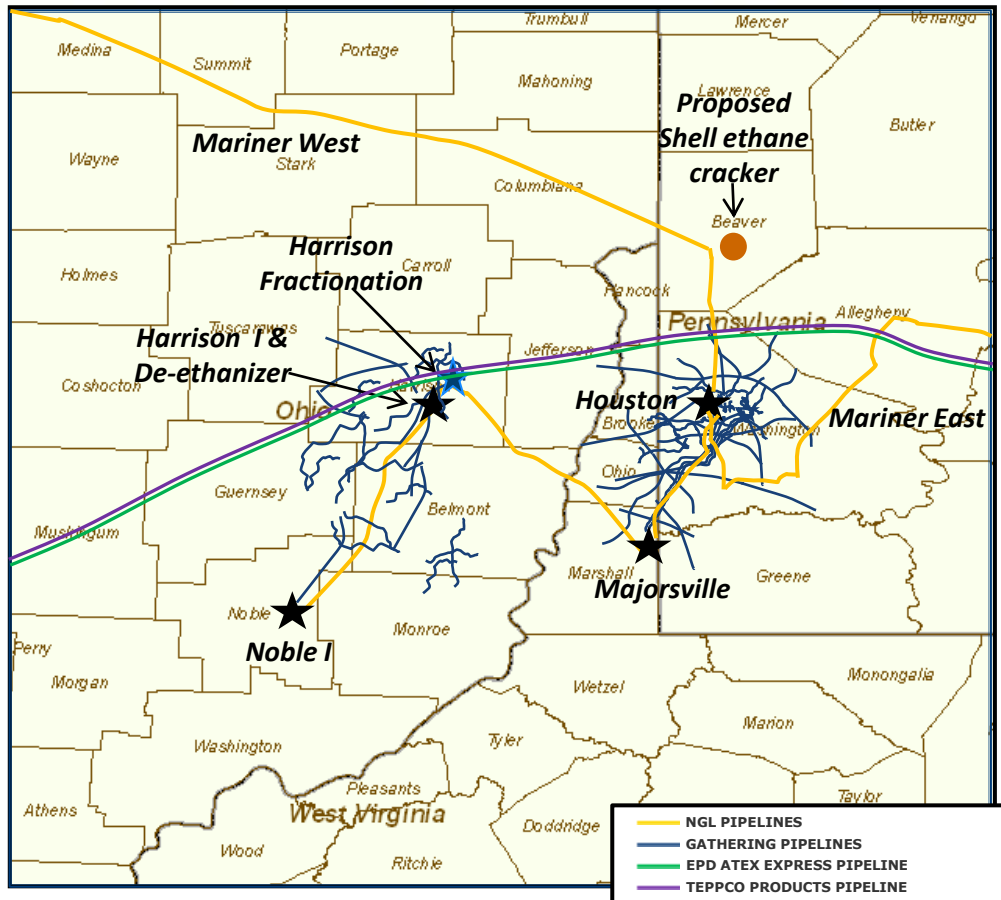 Trumbull
Mercer
Venango
Medina
Summit
Portage
Mahoning
Lawrence
Butler
Proposed
Shell ethane
cracker
Mariner West
Wayne
Stark
Columbiana
Beaver
Harrison
Fractionation
Holmes
Carroll
Hancock
Allegheny
Pennsylvania
Tuscarawas
Harrison I &
De-ethanizer
Jefferson
Coshocton
Ohio
Houston
Brooke
Washington
Mariner East
Ohio
Guernsey
Belmont
Muskingum
Marshall
Greene
Majorsville
Noble
Noble I
Monroe
Perry
Morgan
Wetzel
Monongalia
Marion
Washington
Tyler
Pleasants
Taylor
Athens
West Virginia
Doddridge
Wood
Ritchie
NGL PIPELINES
GATHERING PIPELINES
EPD ATEX EXPRESS PIPELINE
TEPPCO PRODUCTS PIPELINE